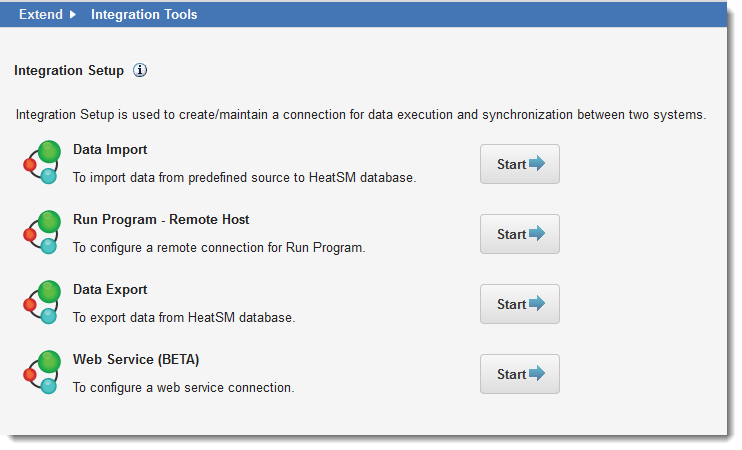 Extend Integration Tools
Integration Setup
Integration Setup is used to create/maintain a connection for data execution and synchronization between two systems.
Data Import
To import data from predefined source to HeatSM database.
Start
Run Program - Remote Host
To configure a remote connection for Run Program.
Start
Data Export
To export data from HeatSM database.
Start
Web Service (BETA)
To configure a web service connection.
Start